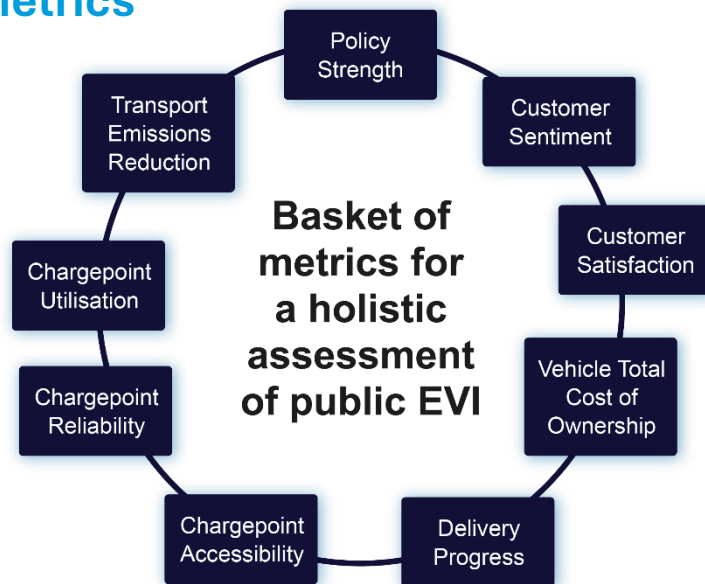 Policy
Strength
Customer
Sentiment
Customer
Satisfaction
Vehicle Total
Cost of
Ownership
Delivery
Progress
Chargepoint
Accessibility
Chargepoint
Reliability
Chargepoint
Utilisation
Transport
Emissions
Reduction
Basket of
metrics for
a holistic
assessment
of public EVI